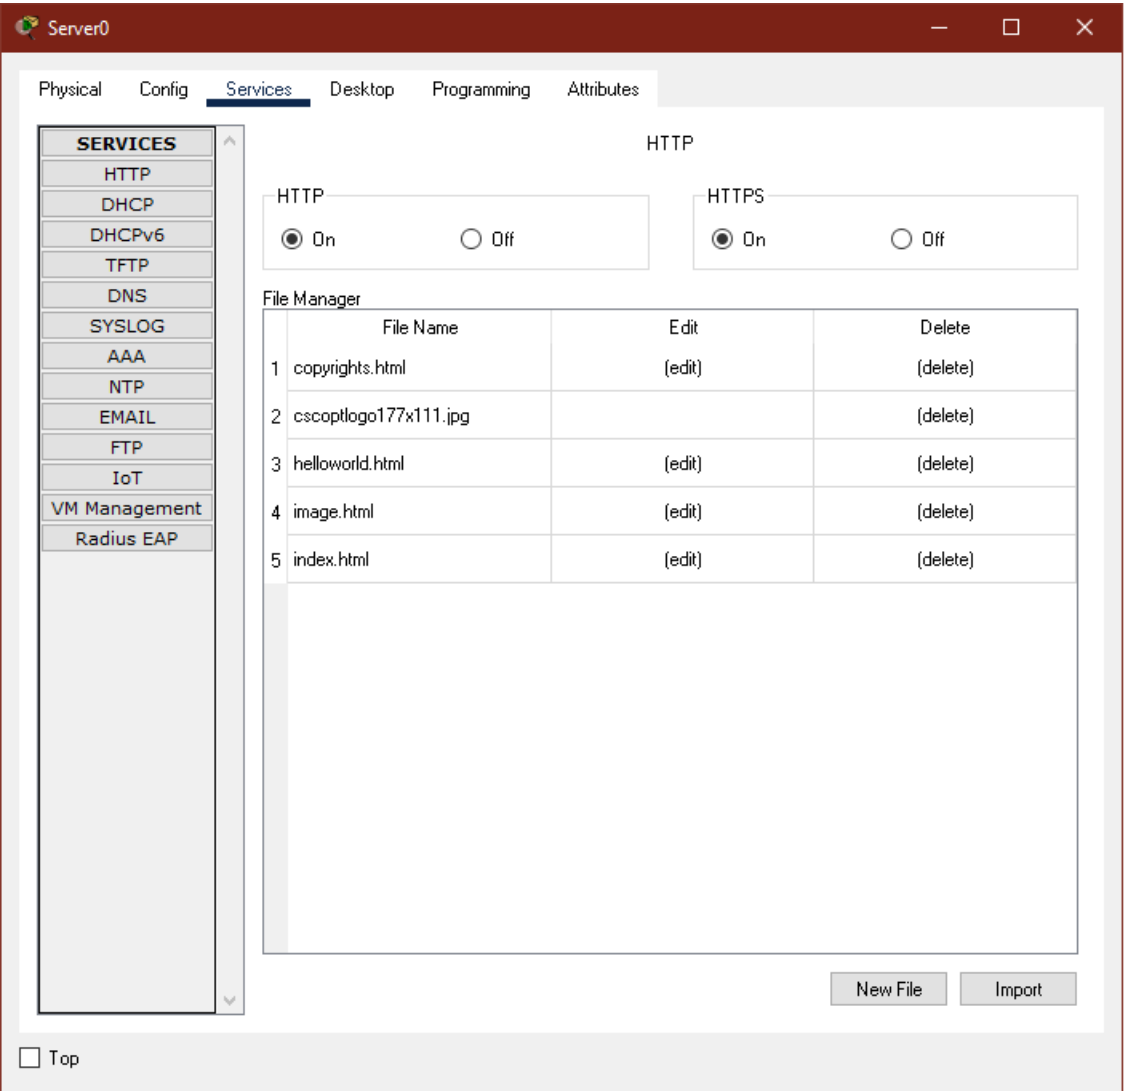 Server0
Physical Config Services Desktop Programming Attributes
SERVICES
HTTP
DHCP
DHCPv6
TFTP
DNS
SYSLOG
AAA
NTP
EMAIL
FTP
IoT
VM Management
Radius EAP
HTTP
HTTP
On Off
HTTPS
On Off
File Manager
File Name Edit Delete
1 copyrights.html (edit) (delete)
2 cscoptlogo177x111.jpg (delete)
3 helloworld.html (edit) (delete)
4 image.html (edit) (delete)
5 index.html (edit) (delete)
New File Import
Top